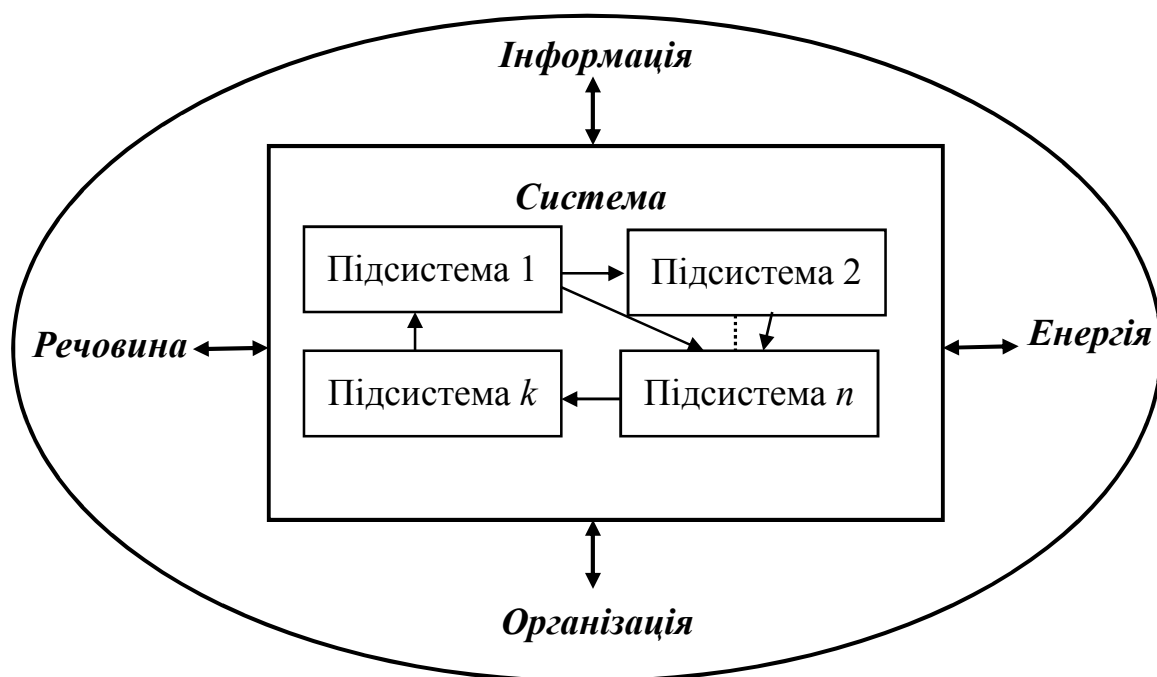 Інформація
Система
Підсистема 1
Підсистема 2
Речовина
Енергія
Підсистема k
Підсистема n
Організація